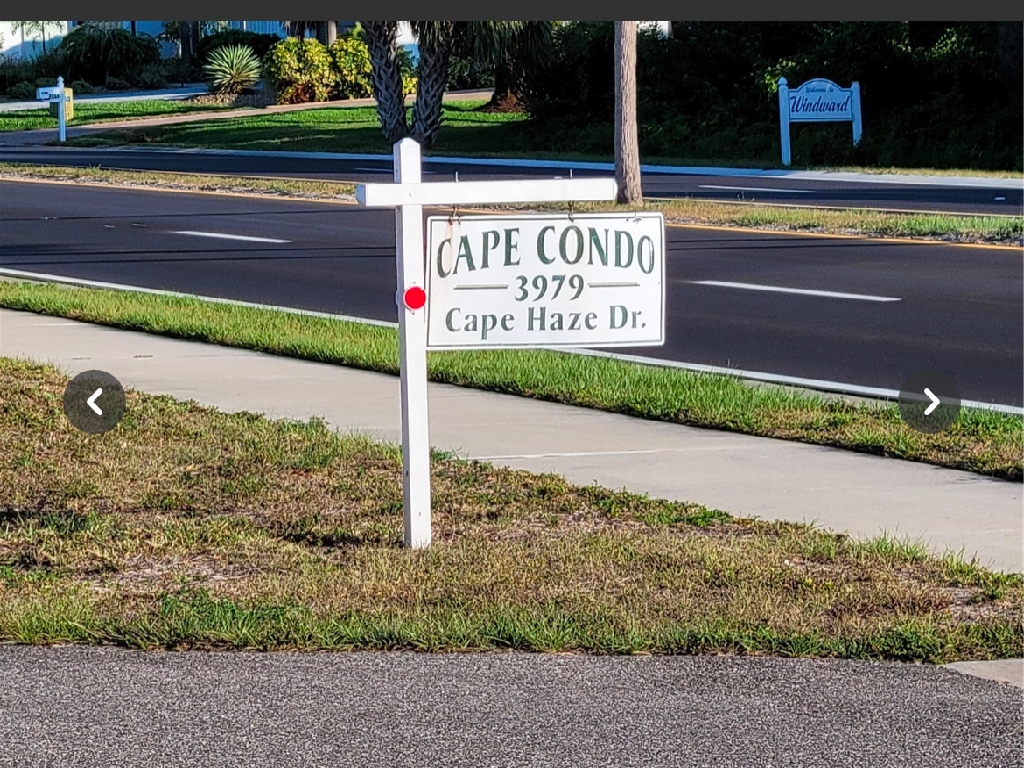 Welcome To
Windward
CAPE CONDO
3979
Cape Haze Dr.